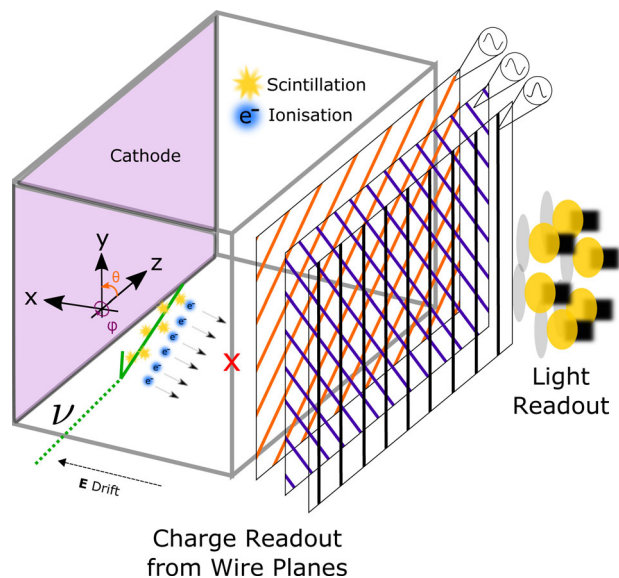 Scintillation
e⁻ Ionisation
Cathode
y
θ
z
x
φ
e⁻
e⁻
e⁻
e⁻
e⁻
e⁻
X
ν
E Drift
Light
Readout
Charge Readout
from Wire Planes